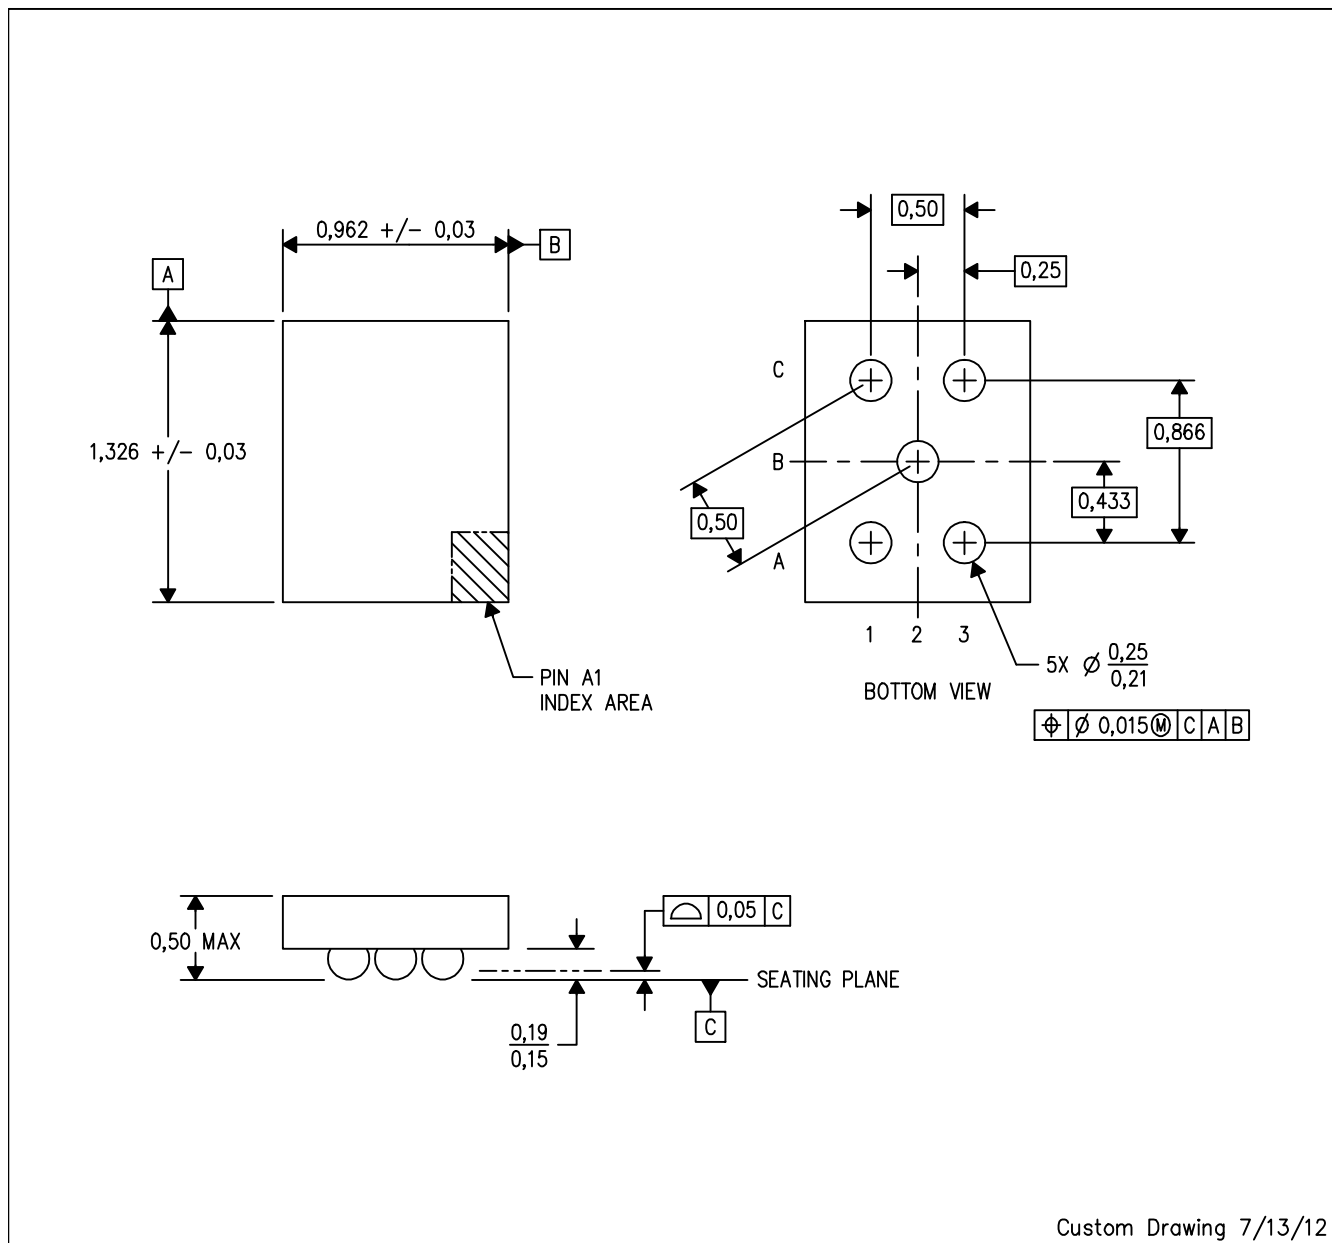 0,50
0,962 +/- 0,03
B
A
0,25
C
0,866
1,326 +/- 0,03
B
0,433
0,50
A
1 2 3
5X Ø 0,25
0,21
PIN A1
INDEX AREA
BOTTOM VIEW
⌖ Ø 0,015Ⓜ C A B
⌓ 0,05 C
0,50 MAX
SEATING PLANE
C
0,19
0,15
Custom Drawing 7/13/12